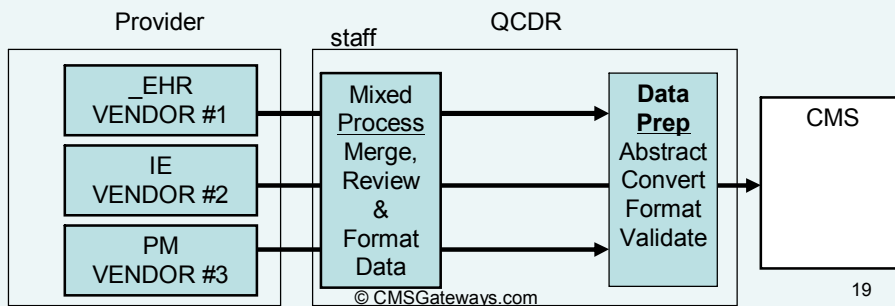 Provider
QCDR
staff
_EHR
VENDOR #1
IE
VENDOR #2
PM
VENDOR #3
Mixed
Process
Merge,
Review
&
Format
Data
Data
Prep
Abstract
Convert
Format
Validate
CMS
© CMSGateways.com
19